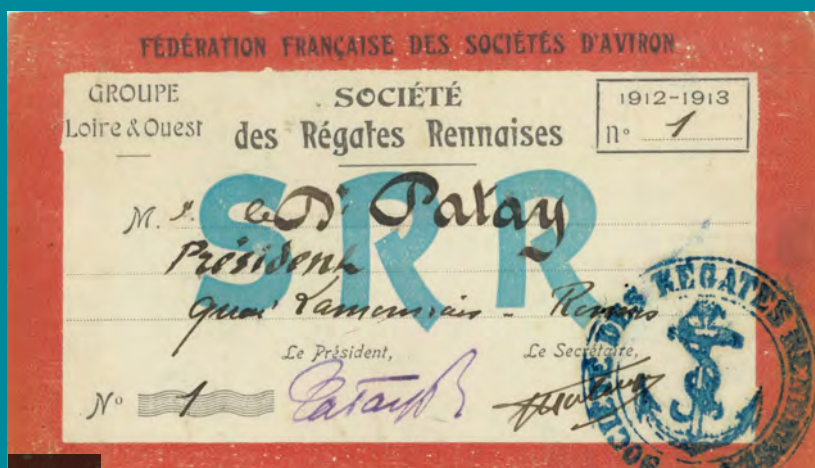 FÉDÉRATION FRANÇAISE DES SOCIÉTÉS D'AVIRON
GROUPE
Loire & Ouest
SOCIÉTÉ
des Régates Rennaises
1912-1913
N° 1
SRR
M. le Dr Patay
Président
quai Lamennais - Rennes
Le Président,
Le Secrétaire,
N° 1
Patay
SOCIÉTÉ DES RÉGATES RENNAISES